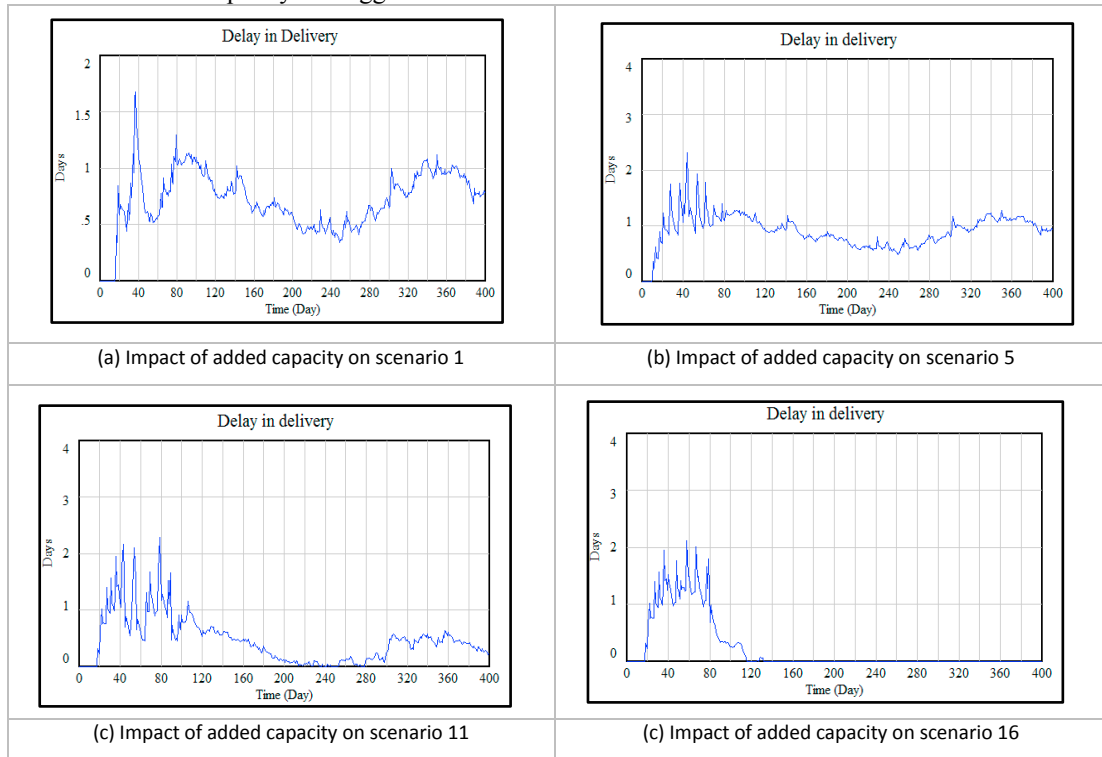 Delay in Delivery
2
1.5
1
.5
0
Days
0 40 80 120 160 200 240 280 320 360 400
Time (Day)
(a) Impact of added capacity on scenario 1
Delay in delivery
4
3
2
1
0
Days
0 40 80 120 160 200 240 280 320 360 400
Time (Day)
(b) Impact of added capacity on scenario 5
Delay in delivery
4
3
2
1
0
Days
0 40 80 120 160 200 240 280 320 360 400
Time (Day)
(c) Impact of added capacity on scenario 11
Delay in delivery
4
3
2
1
0
Days
0 40 80 120 160 200 240 280 320 360 400
Time (Day)
(c) Impact of added capacity on scenario 16